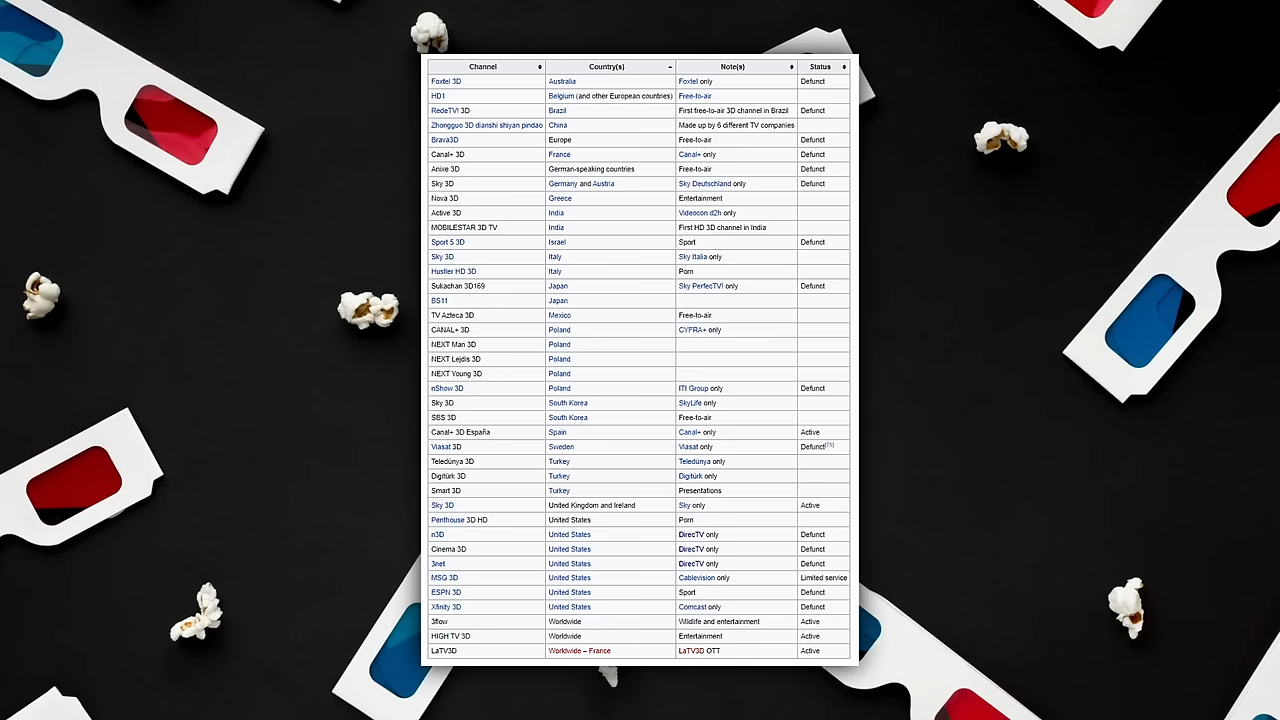 Channel Country(s) Note(s) Status
Foxtel 3D Australia Foxtel only Defunct
HD1 Belgium (and other European countries) Free-to-air
RedeTV! 3D Brazil First free-to-air 3D channel in Brazil Defunct
Zhongguo 3D dianshi shiyan pindao China Made up by 6 different TV companies
Brava3D Europe Free-to-air Defunct
Canal+ 3D France Canal+ only Defunct
Anixe 3D German-speaking countries Free-to-air Defunct
Sky 3D Germany and Austria Sky Deutschland only Defunct
Nova 3D Greece Entertainment
Active 3D India Videocon d2h only
MOBILESTAR 3D TV India First HD 3D channel in India
Sport 5 3D Israel Sport Defunct
Sky 3D Italy Sky Italia only
Hustler HD 3D Italy Porn
Sukachan 3D169 Japan Sky PerfecTV! only Defunct
BS11 Japan
TV Azteca 3D Mexico Free-to-air
CANAL+ 3D Poland CYFRA+ only
NEXT Man 3D Poland
NEXT Lejdis 3D Poland
NEXT Young 3D Poland
nShow 3D Poland ITI Group only Defunct
Sky 3D South Korea SkyLife only
SBS 3D South Korea Free-to-air
Canal+ 3D España Spain Canal+ only Active
Viasat 3D Sweden Viasat only Defunct[75]
Teledünya 3D Turkey Teledünya only
Digitürk 3D Turkey Digitürk only
Smart 3D Turkey Presentations
Sky 3D United Kingdom and Ireland Sky only Active
Penthouse 3D HD United States Porn
n3D United States DirecTV only Defunct
Cinema 3D United States DirecTV only Defunct
3net United States DirecTV only Defunct
MSG 3D United States Cablevision only Limited service
ESPN 3D United States Sport Defunct
Xfinity 3D United States Comcast only Defunct
3flow Worldwide Wildlife and entertainment Active
HIGH TV 3D Worldwide Entertainment Active
LaTV3D Worldwide – France LaTV3D OTT Active